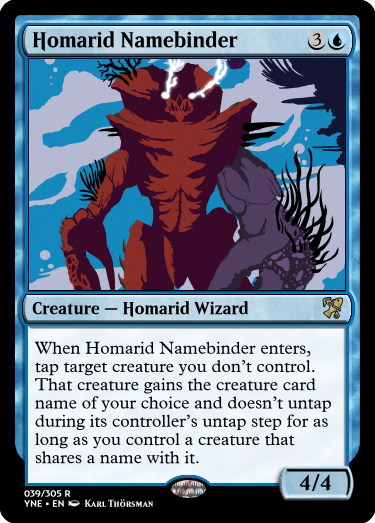 Homarid Namebinder 3
Creature — Homarid Wizard
When Homarid Namebinder enters,
tap target creature you don't control.
That creature gains the creature card
name of your choice and doesn't untap
during its controller's untap step for as
long as you control a creature that
shares a name with it.
4/4
039/305 R
YNE • EN Karl Thörsman